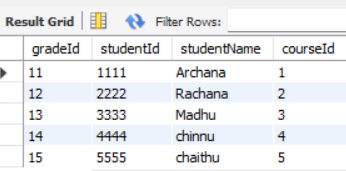 Result Grid Filter Rows:
gradeId studentId studentName courseId
11 1111 Archana 1
12 2222 Rachana 2
13 3333 Madhu 3
14 4444 chinnu 4
15 5555 chaithu 5